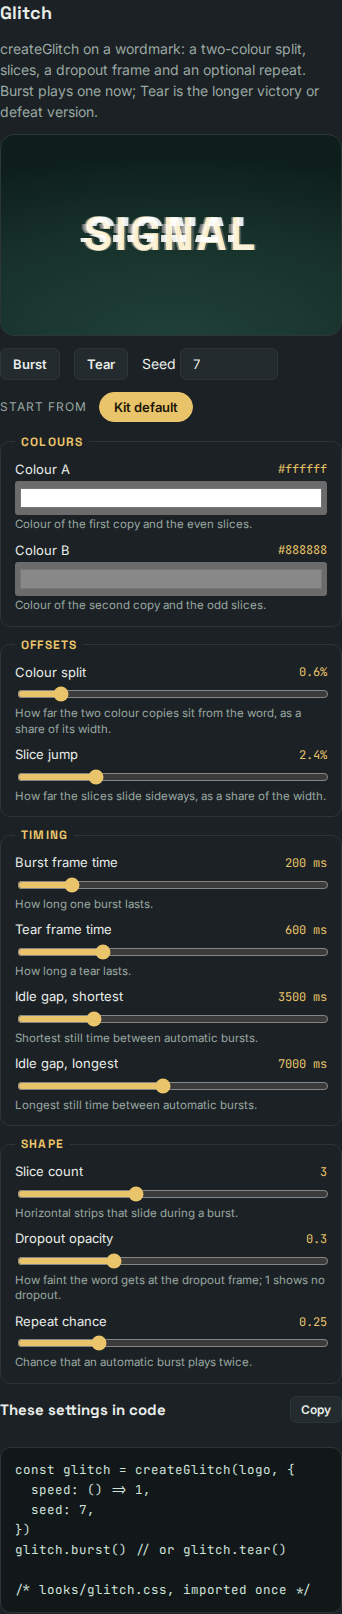 Glitch
createGlitch on a wordmark: a two-colour split,
slices, a dropout frame and an optional repeat.
Burst plays one now; Tear is the longer victory or
defeat version.
SIGNAL
Burst Tear Seed 7
START FROM Kit default
COLOURS
Colour A #ffffff
Colour of the first copy and the even slices.
Colour B #888888
Colour of the second copy and the odd slices.
OFFSETS
Colour split 0.6%
How far the two colour copies sit from the word, as a
share of its width.
Slice jump 2.4%
How far the slices slide sideways, as a share of the width.
TIMING
Burst frame time 200 ms
How long one burst lasts.
Tear frame time 600 ms
How long a tear lasts.
Idle gap, shortest 3500 ms
Shortest still time between automatic bursts.
Idle gap, longest 7000 ms
Longest still time between automatic bursts.
SHAPE
Slice count 3
Horizontal strips that slide during a burst.
Dropout opacity 0.3
How faint the word gets at the dropout frame; 1 shows no
dropout.
Repeat chance 0.25
Chance that an automatic burst plays twice.
These settings in code Copy
const glitch = createGlitch(logo, {
  speed: () => 1,
  seed: 7,
})
glitch.burst() // or glitch.tear()
/* looks/glitch.css, imported once */